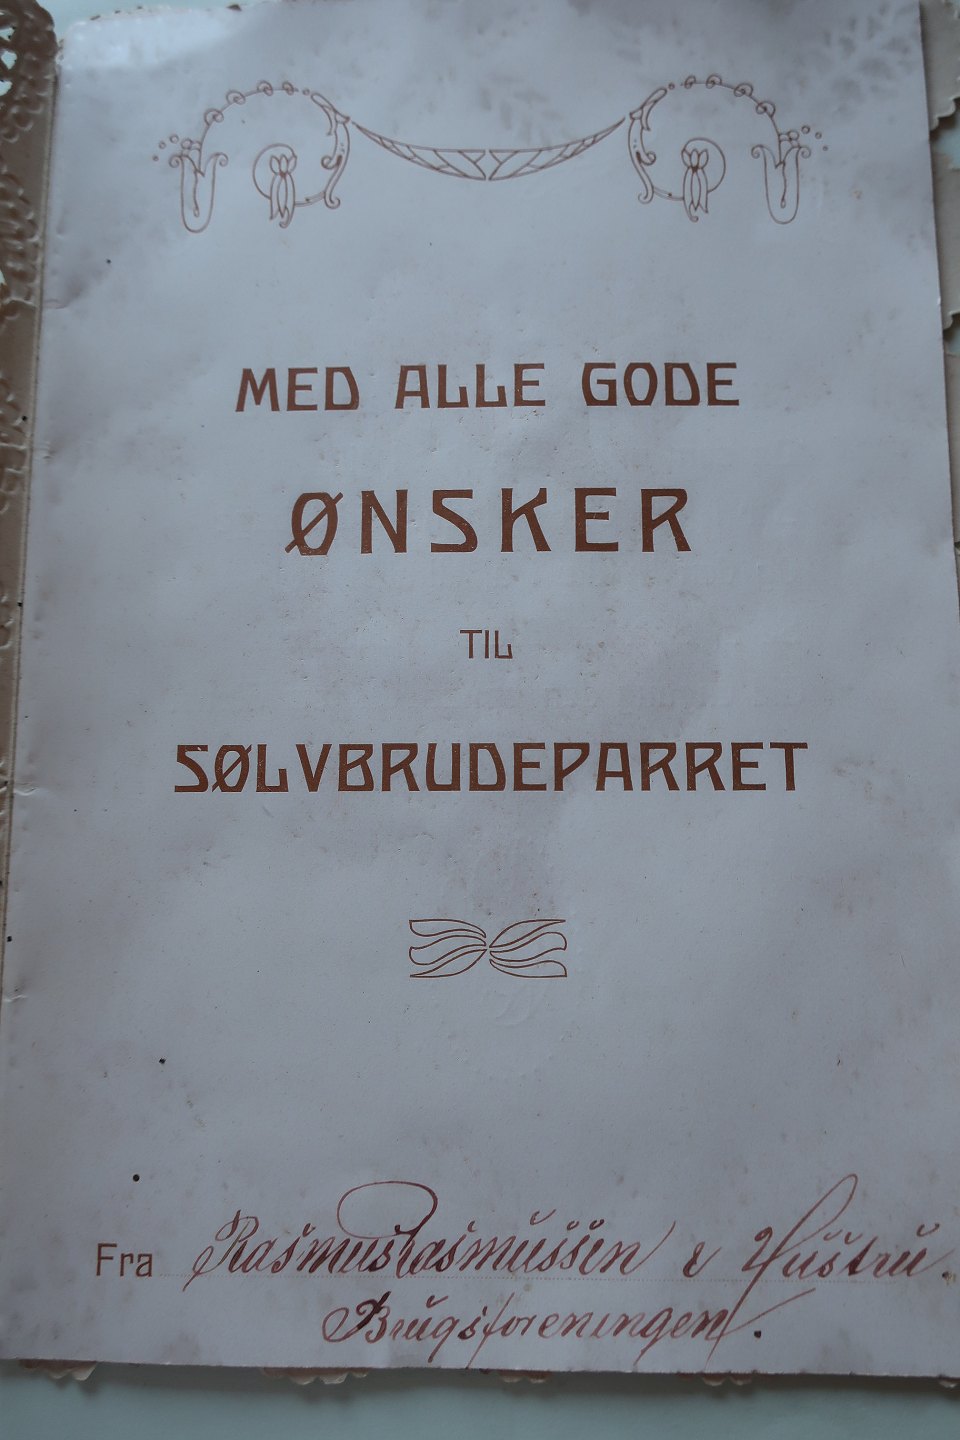 MED ALLE GODE
ØNSKER
TIL
SØLVBRUDEPARRET
Fra Rasmus Rasmussen & Hustru.
Brugsforeningen.